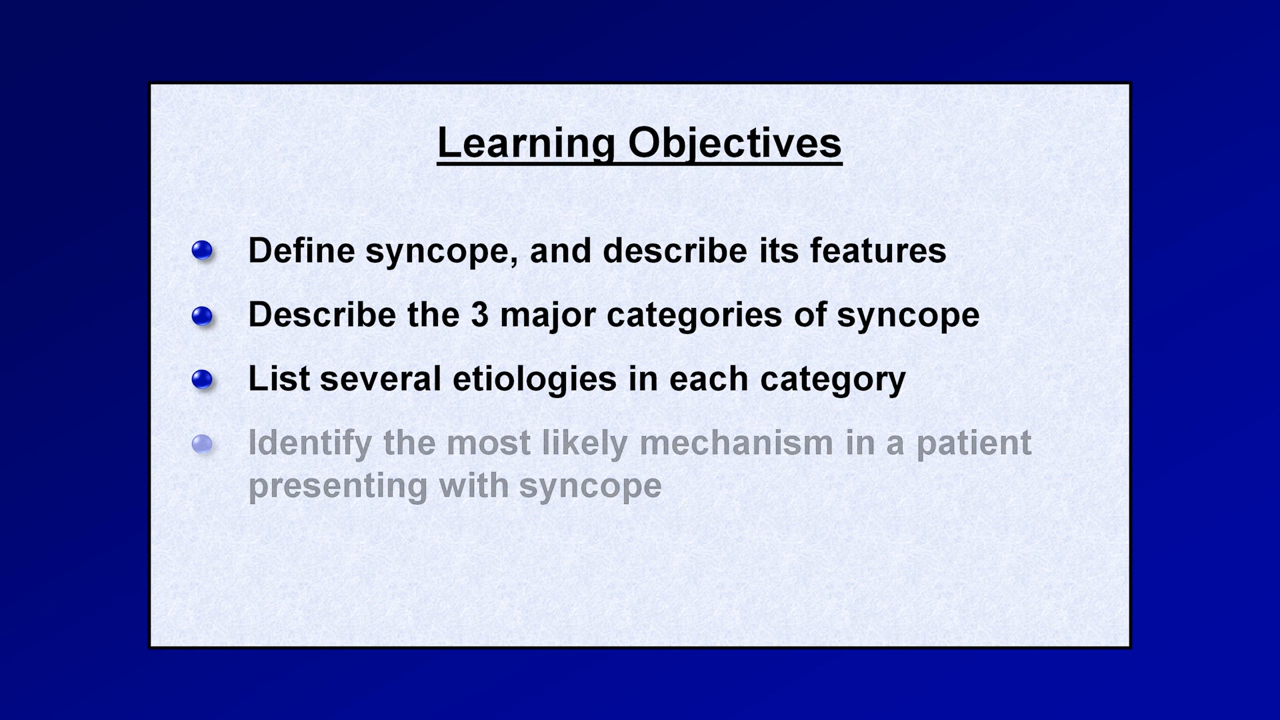 Learning Objectives
Define syncope, and describe its features
Describe the 3 major categories of syncope
List several etiologies in each category
Identify the most likely mechanism in a patient
presenting with syncope